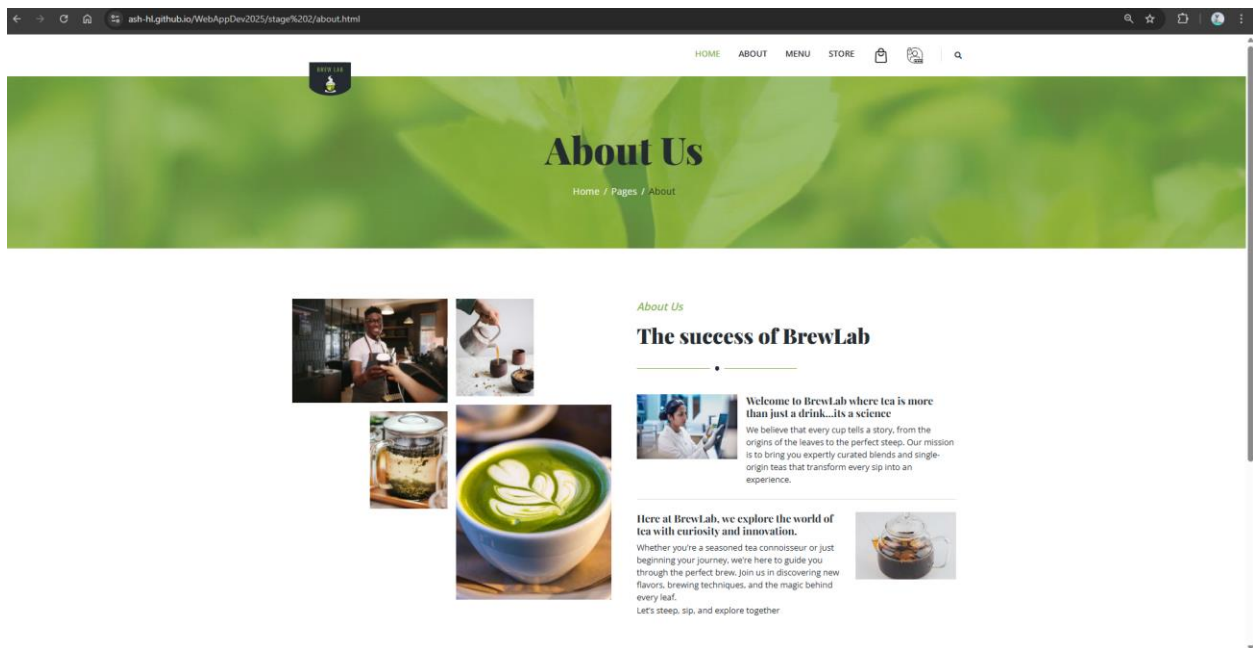 ash-hl.github.io/WebAppDev2025/stage%202/about.html
HOME ABOUT MENU STORE
BREW LAB
About Us
Home / Pages / About
About Us
The success of BrewLab
Welcome to BrewLab where tea is more
than just a drink...its a science
We believe that every cup tells a story, from the
origins of the leaves to the perfect steep. Our mission
is to bring you expertly curated blends and single-
origin teas that transform every sip into an
experience.
Here at BrewLab, we explore the world of
tea with curiosity and innovation.
Whether you're a seasoned tea connoisseur or just
beginning your journey, we're here to guide you
through the perfect brew. Join us in discovering new
flavors, brewing techniques, and the magic behind
every leaf.
Let's steep, sip, and explore together